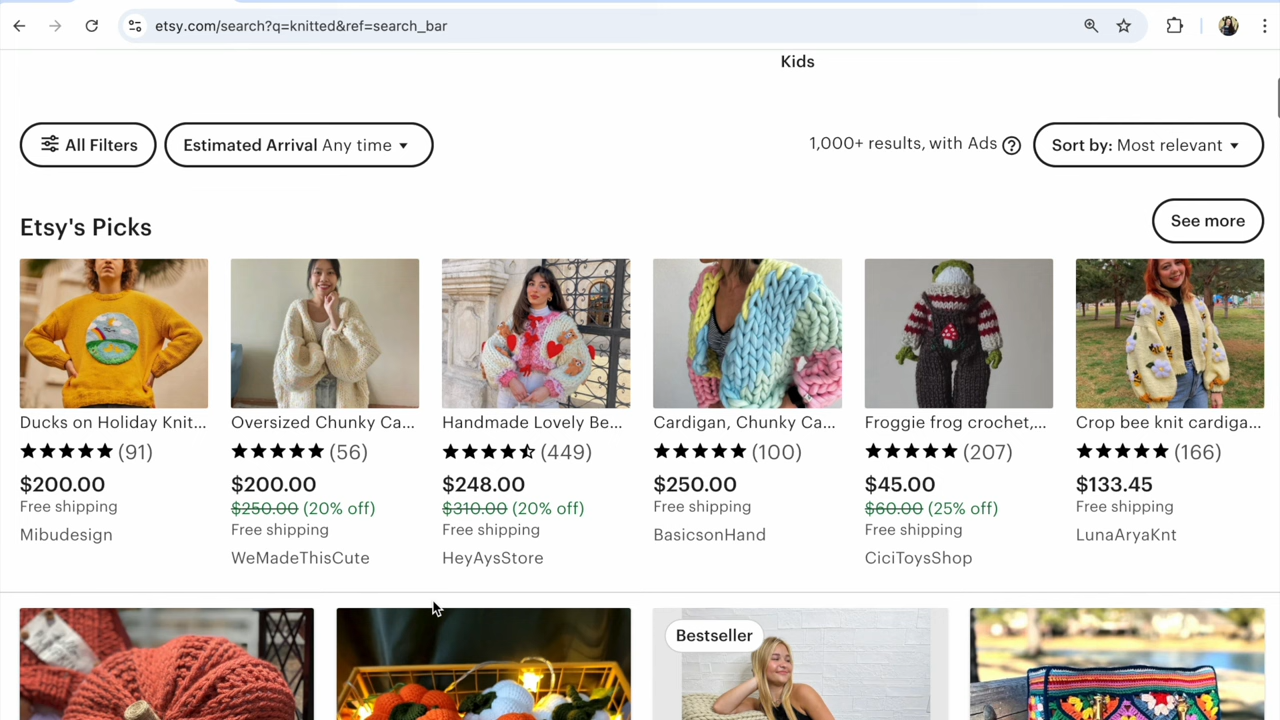 etsy.com/search?q=knitted&ref=search_bar
Kids
All Filters
Estimated Arrival Any time
1,000+ results, with Ads ?
Sort by: Most relevant
Etsy's Picks
See more
Ducks on Holiday Knit...
(91)
$200.00
Free shipping
Mibudesign
Oversized Chunky Ca...
(56)
$200.00
$250.00 (20% off)
Free shipping
WeMadeThisCute
Handmade Lovely Be...
(449)
$248.00
$310.00 (20% off)
Free shipping
HeyAysStore
Cardigan, Chunky Ca...
(100)
$250.00
Free shipping
BasicsonHand
Froggie frog crochet,...
(207)
$45.00
$60.00 (25% off)
Free shipping
CiciToysShop
Crop bee knit cardiga...
(166)
$133.45
Free shipping
LunaAryaKnt
Bestseller